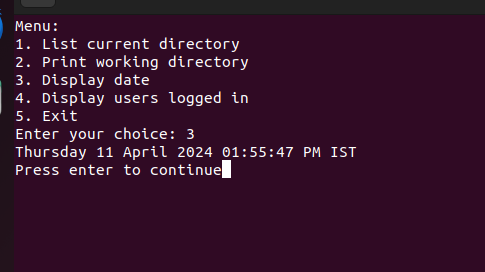 Menu:
1. List current directory
2. Print working directory
3. Display date
4. Display users logged in
5. Exit
Enter your choice: 3
Thursday 11 April 2024 01:55:47 PM IST
Press enter to continue